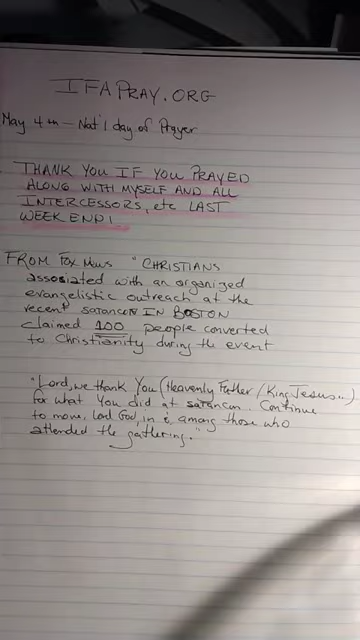 IFAPRAY.ORG
May 4th - Nat'l day of Prayer
THANK YOU IF YOU PRAYED
ALONG WITH MYSELF AND ALL
INTERCESSORS, etc LAST
WEEK END!
FROM FOX News "CHRISTIANS
associated with an organized
evangelistic outreach at the
recent satancon IN BOSTON
claimed 100 people converted
to Christianity during the event
"Lord, we thank You (Heavenly Father/King Jesus...)
for what You did at satancon. Continue
to move, Lord God, in & among those who
attended the gathering."